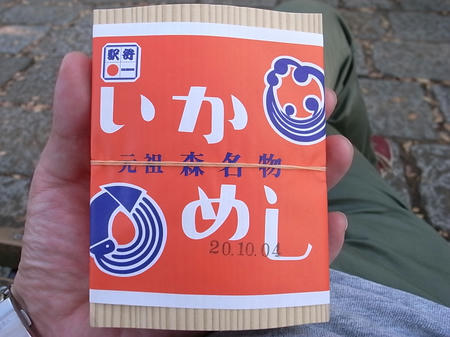 駅弁
いか
元祖 森名物
めし
20.10.04